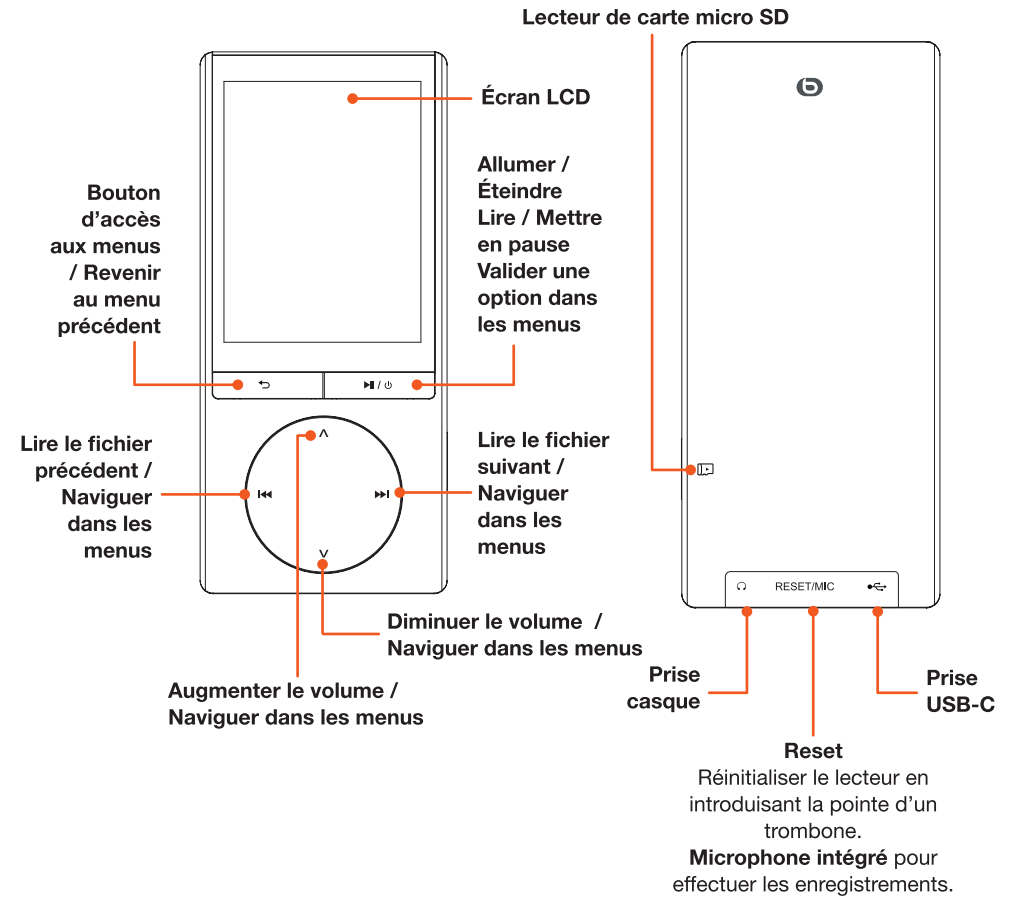 Lecteur de carte micro SD
Écran LCD
Allumer /
Éteindre
Lire / Mettre
en pause
Valider une
option dans
les menus
Bouton
d'accès
aux menus
/ Revenir
au menu
précédent
Lire le fichier
précédent /
Naviguer
dans les
menus
Lire le fichier
suivant /
Naviguer
dans les
menus
Diminuer le volume /
Naviguer dans les menus
Augmenter le volume /
Naviguer dans les menus
RESET/MIC
Prise
casque
Prise
USB-C
Reset
Réinitialiser le lecteur en
introduisant la pointe d'un
trombone.
Microphone intégré pour
effectuer les enregistrements.